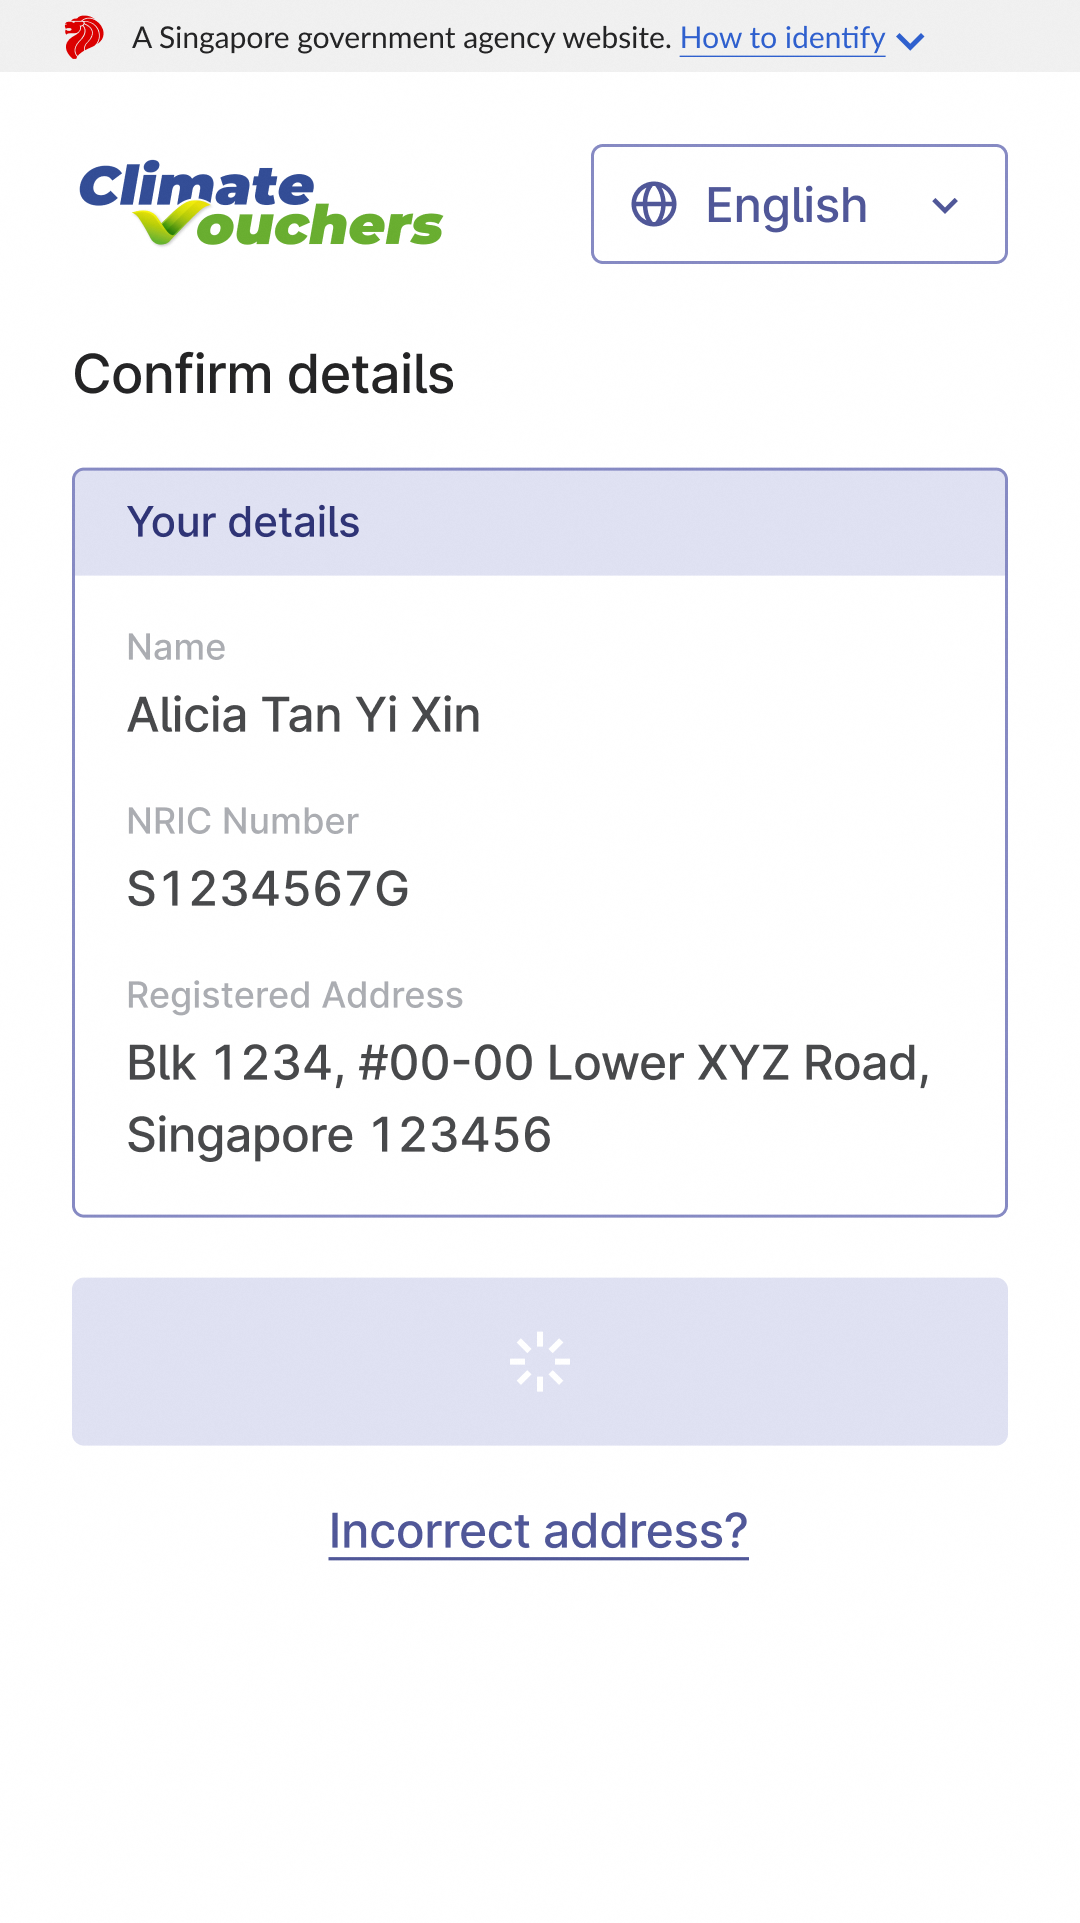 A Singapore government agency website. How to identify
Climate
Vouchers
English
Confirm details
Your details
Name
Alicia Tan Yi Xin
NRIC Number
S1234567G
Registered Address
Blk 1234, #00-00 Lower XYZ Road,
Singapore 123456
Incorrect address?